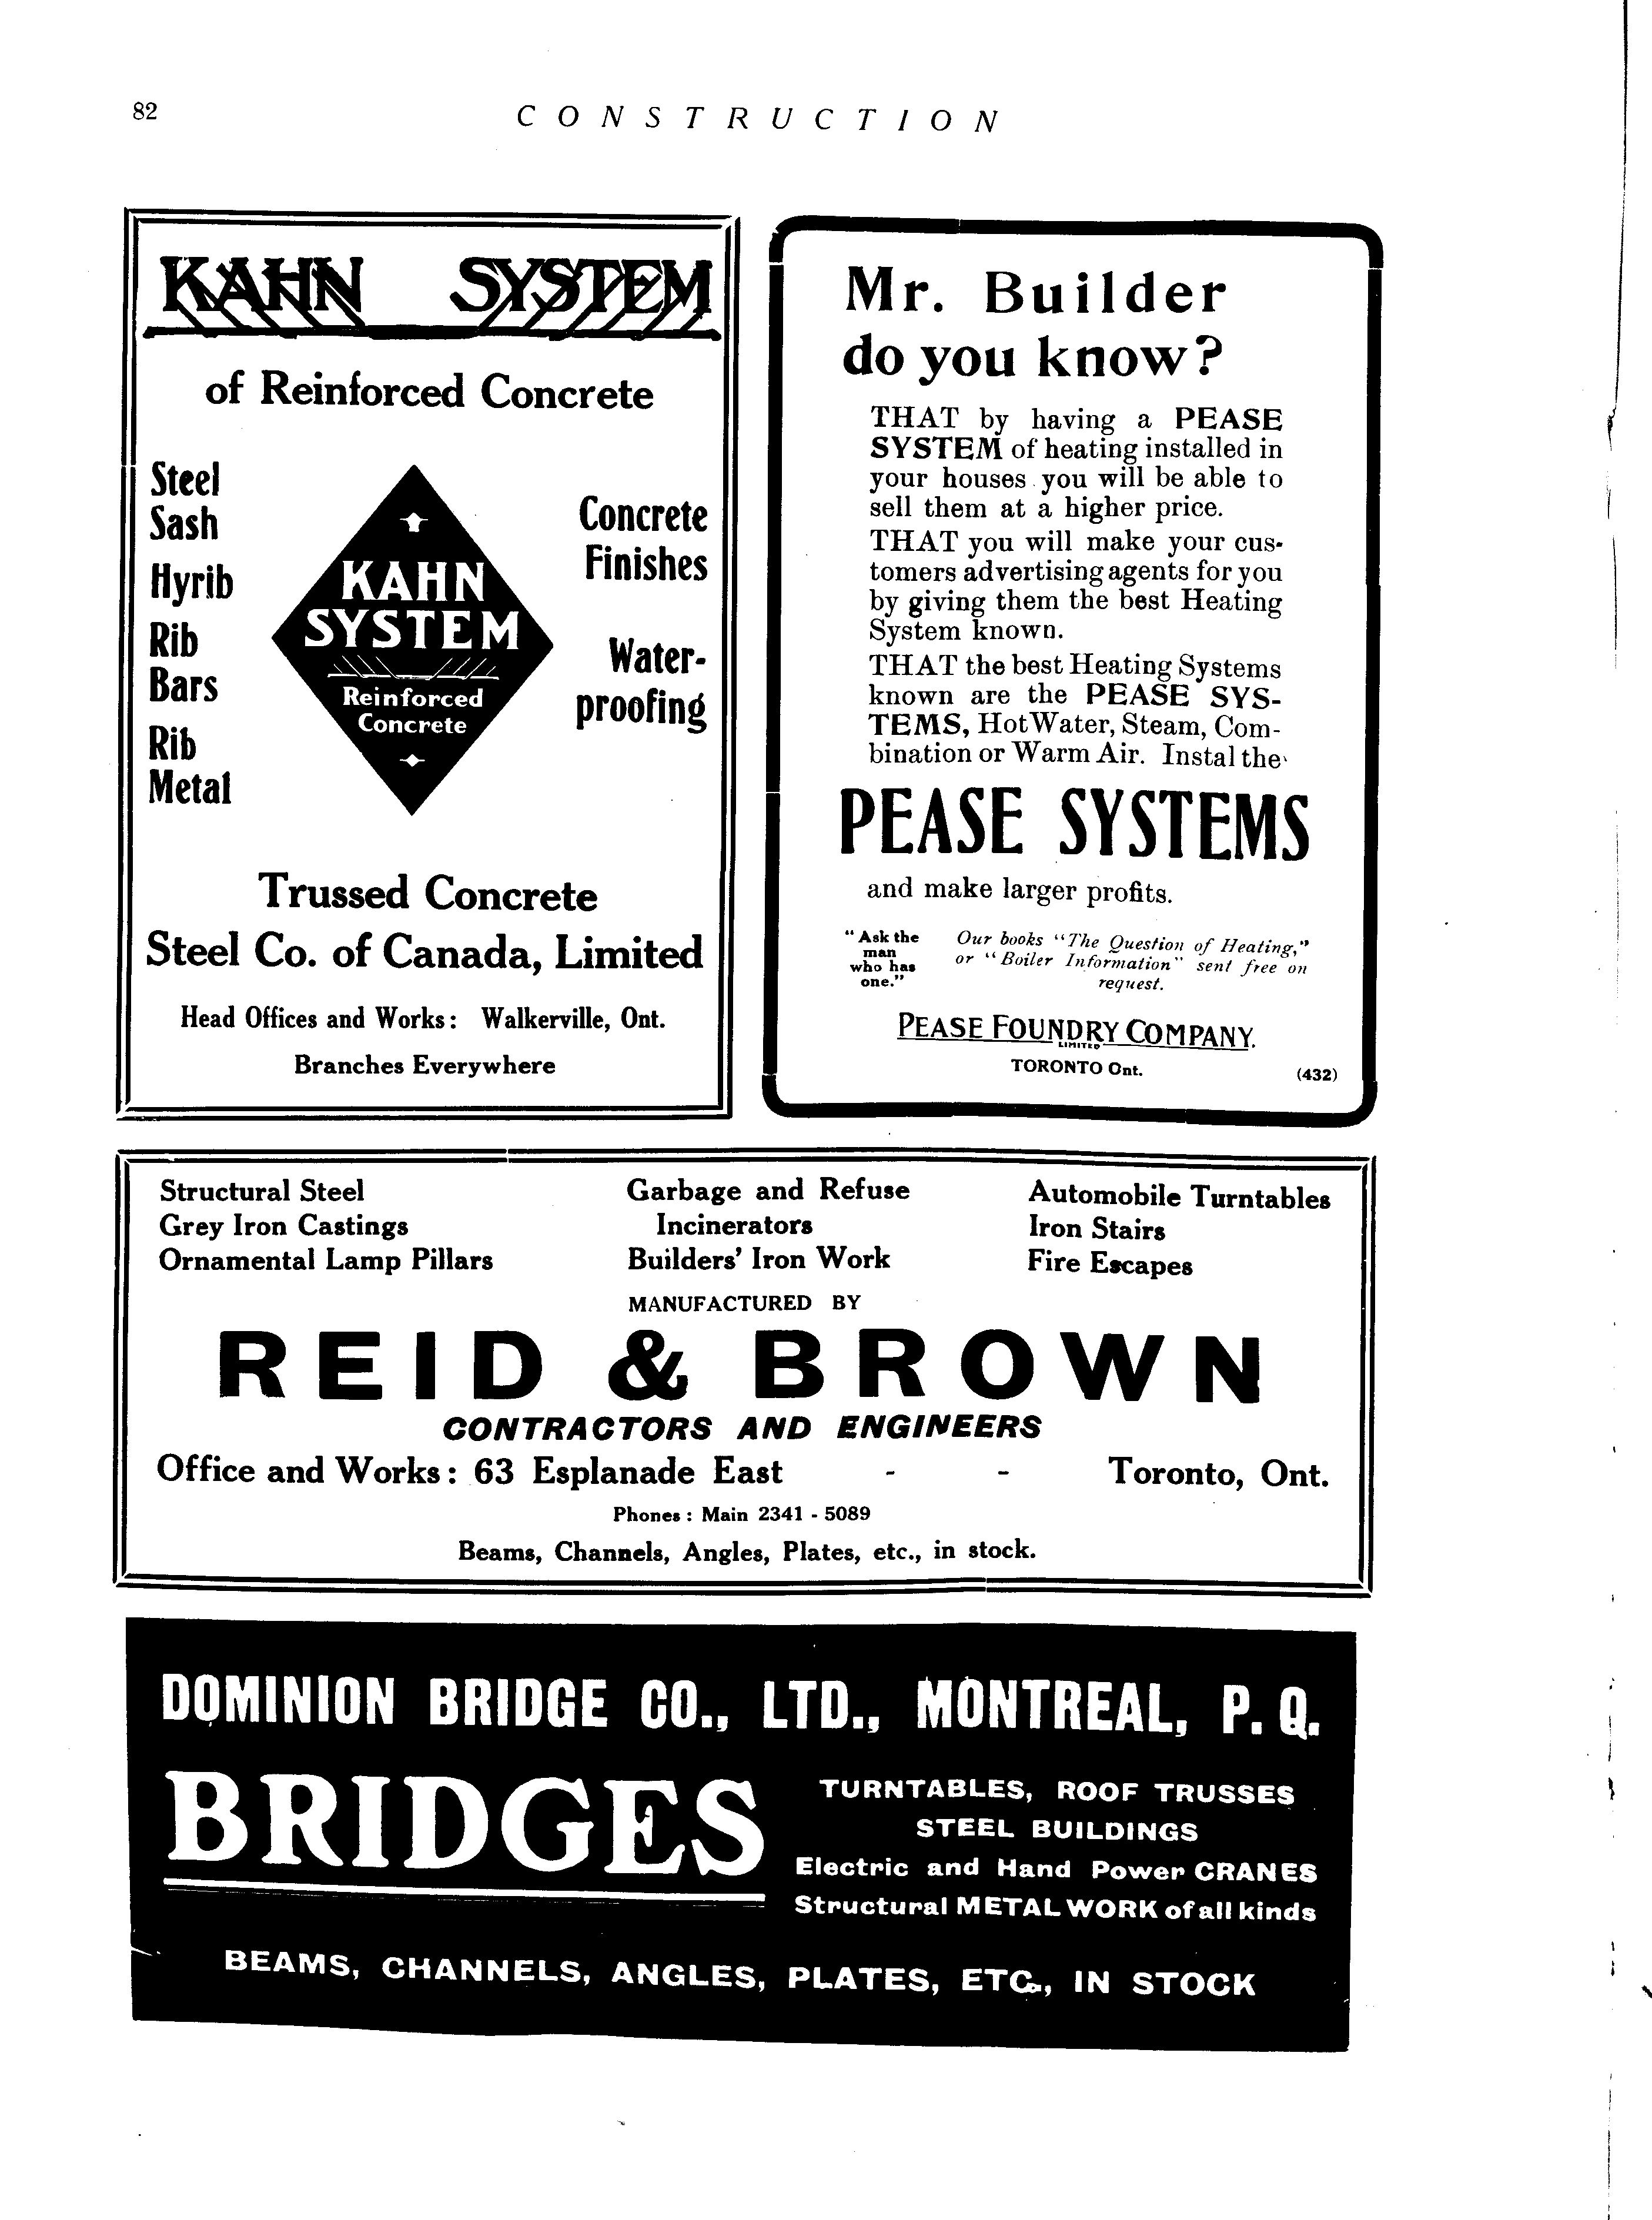 82
CONSTRUCTION
KAHN SYSTEM
of Reinforced Concrete
Steel
Sash
Hyrib
Rib
Bars
Rib
Metal
KAHN
SYSTEM
Reinforced
Concrete
Concrete
Finishes
Water-
proofing
Trussed Concrete
Steel Co. of Canada, Limited
Head Offices and Works: Walkerville, Ont.
Branches Everywhere
Mr. Builder
do you know?
THAT by having a PEASE
SYSTEM of heating installed in
your houses you will be able to
sell them at a higher price.
THAT you will make your cus-
tomers advertising agents for you
by giving them the best Heating
System known.
THAT the best Heating Systems
known are the PEASE SYS-
TEMS, Hot Water, Steam, Com-
bination or Warm Air. Instal the
PEASE SYSTEMS
and make larger profits.
"Ask the
man
who has
one."
Our books "The Question of Heating,"
or "Boiler Information" sent free on
request.
PEASE FOUNDRY COMPANY.
LIMITED
TORONTO Ont.
(432)
Structural Steel
Grey Iron Castings
Ornamental Lamp Pillars
Garbage and Refuse
Incinerators
Builders' Iron Work
Automobile Turntables
Iron Stairs
Fire Escapes
MANUFACTURED BY
REID & BROWN
CONTRACTORS AND ENGINEERS
Office and Works: 63 Esplanade East - - Toronto, Ont.
Phones: Main 2341 - 5089
Beams, Channels, Angles, Plates, etc., in stock.
DOMINION BRIDGE CO., LTD., MONTREAL, P. Q.
BRIDGES
TURNTABLES, ROOF TRUSSES
STEEL BUILDINGS
Electric and Hand Power CRANES
Structural METAL WORK of all kinds
BEAMS, CHANNELS, ANGLES, PLATES, ETC., IN STOCK